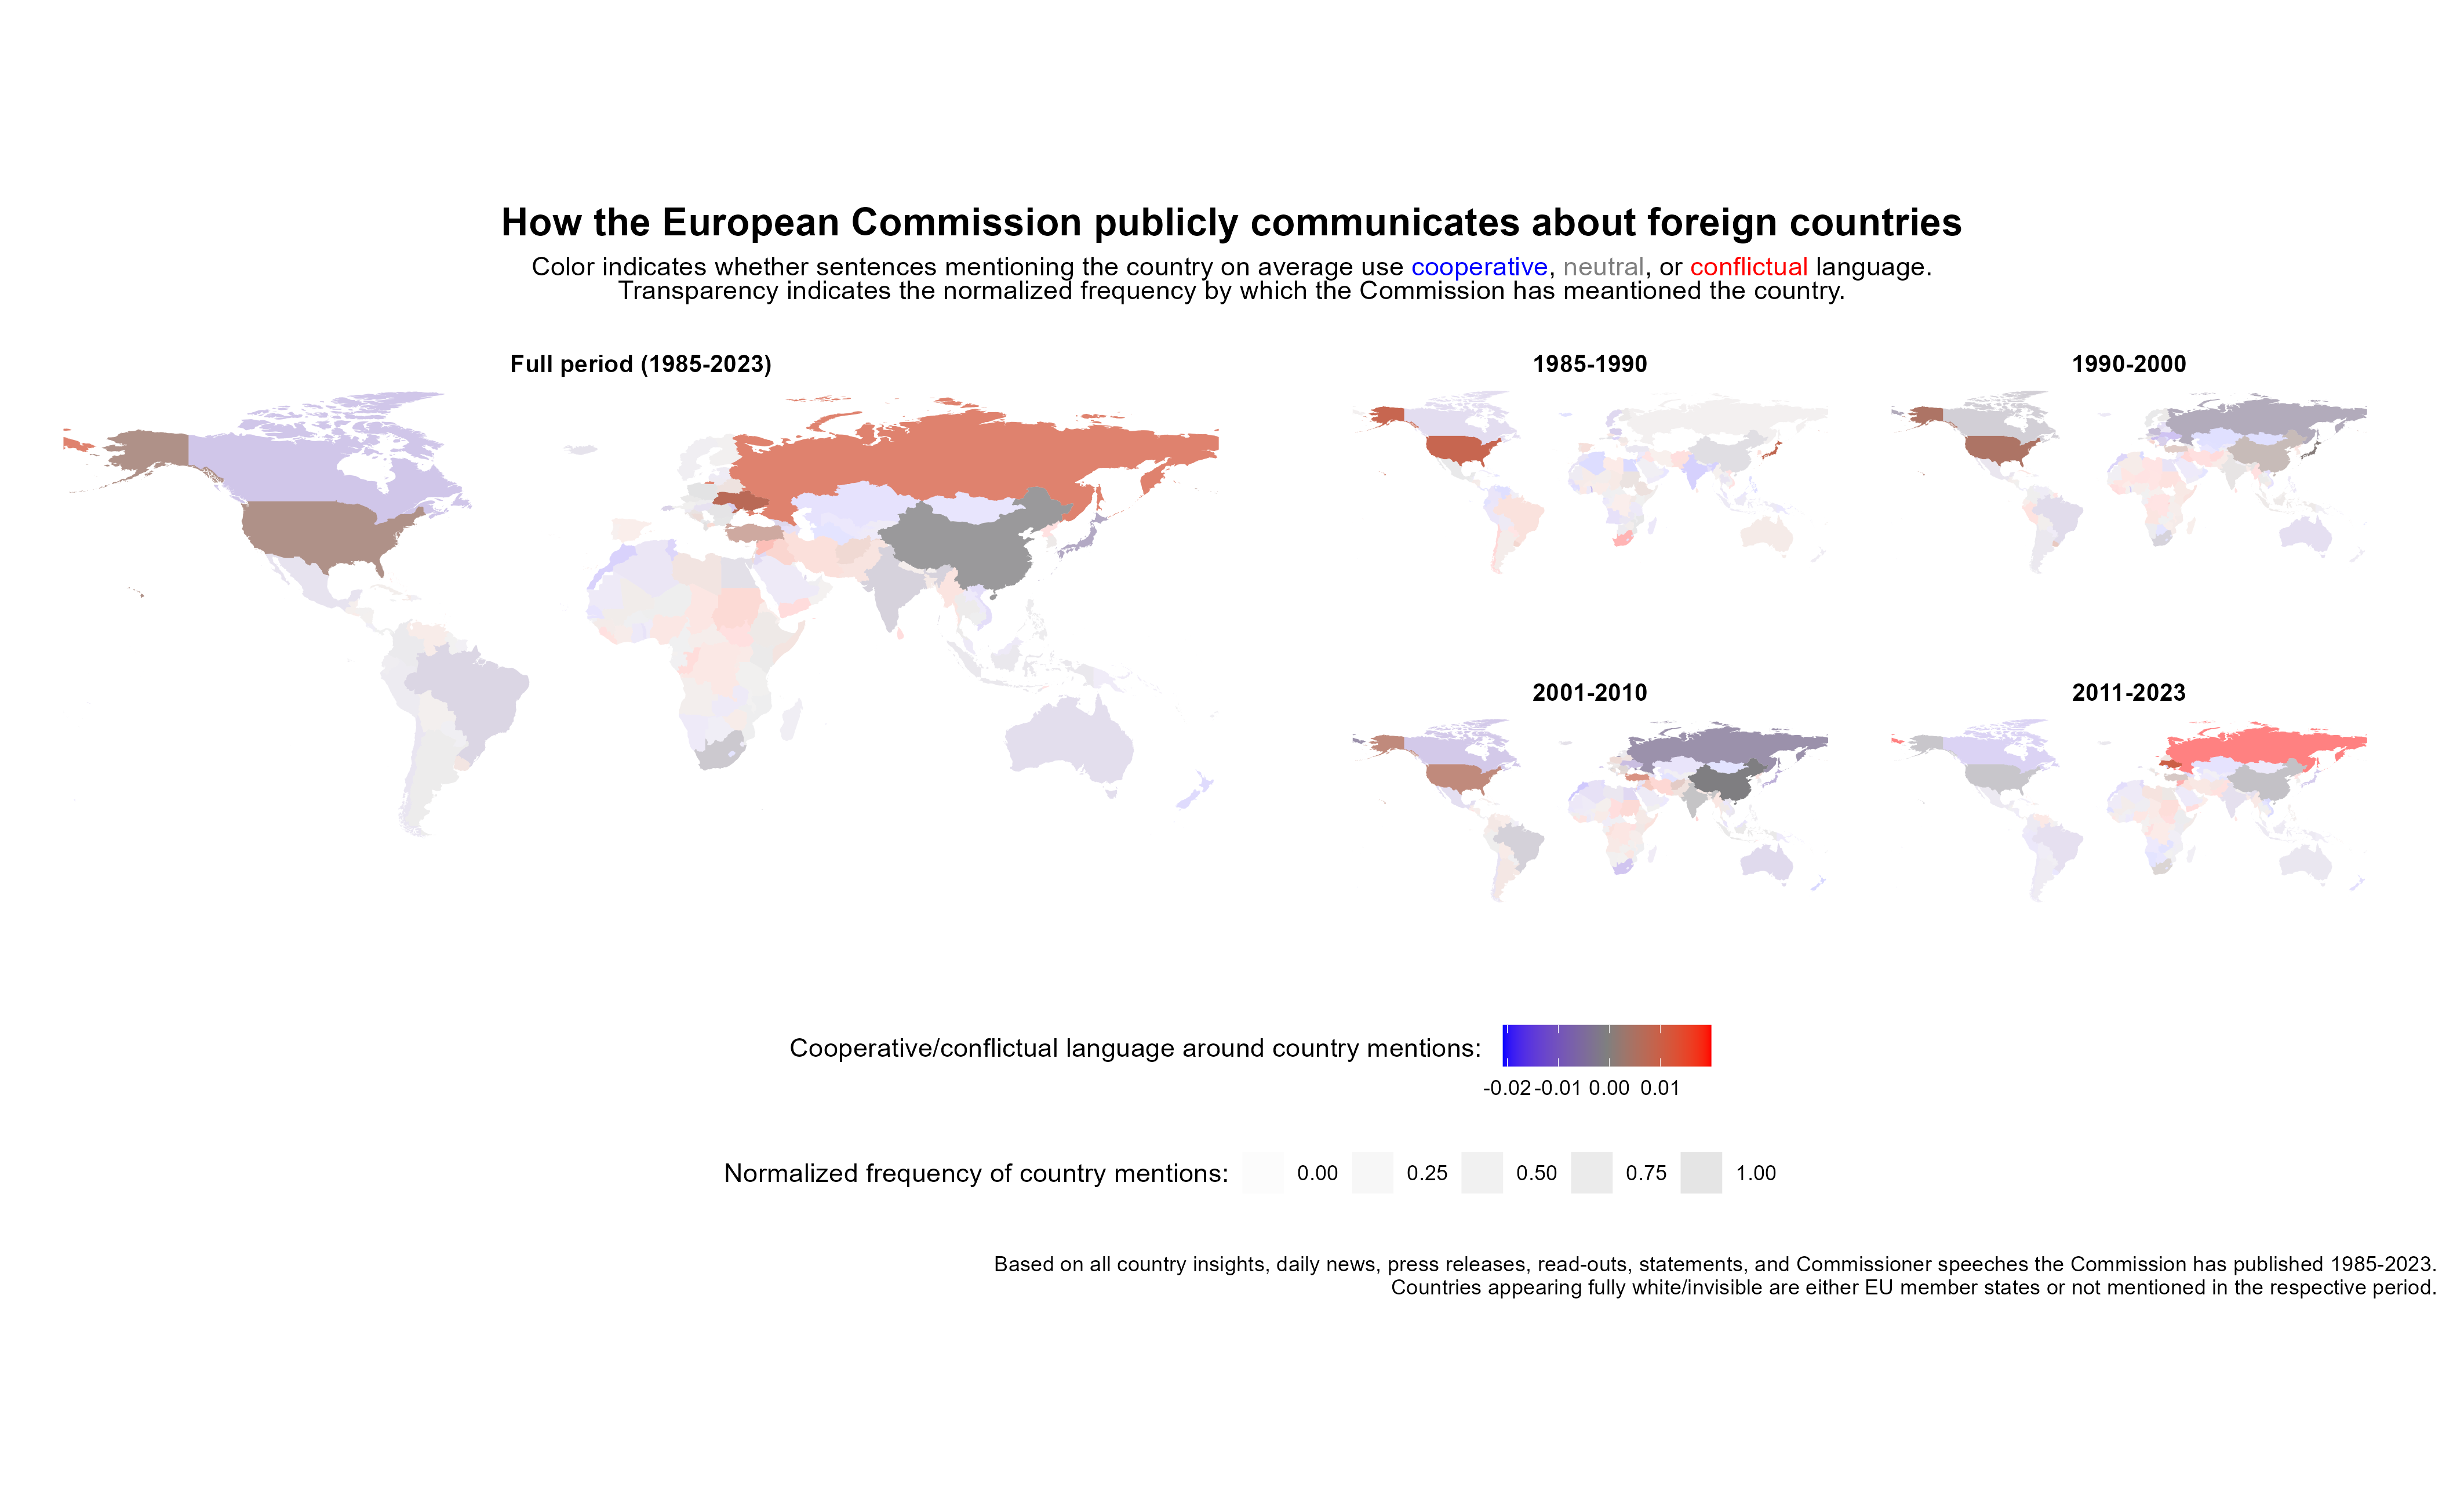 How the European Commission publicly communicates about foreign countries
Color indicates whether sentences mentioning the country on average use cooperative, neutral, or conflictual language.
Transparency indicates the normalized frequency by which the Commission has meantioned the country.
Full period (1985-2023)
1985-1990
1990-2000
2001-2010
2011-2023
Cooperative/conflictual language around country mentions:
-0.02 -0.01 0.00 0.01
Normalized frequency of country mentions: 0.00 0.25 0.50 0.75 1.00
Based on all country insights, daily news, press releases, read-outs, statements, and Commissioner speeches the Commission has published 1985-2023.
Countries appearing fully white/invisible are either EU member states or not mentioned in the respective period.